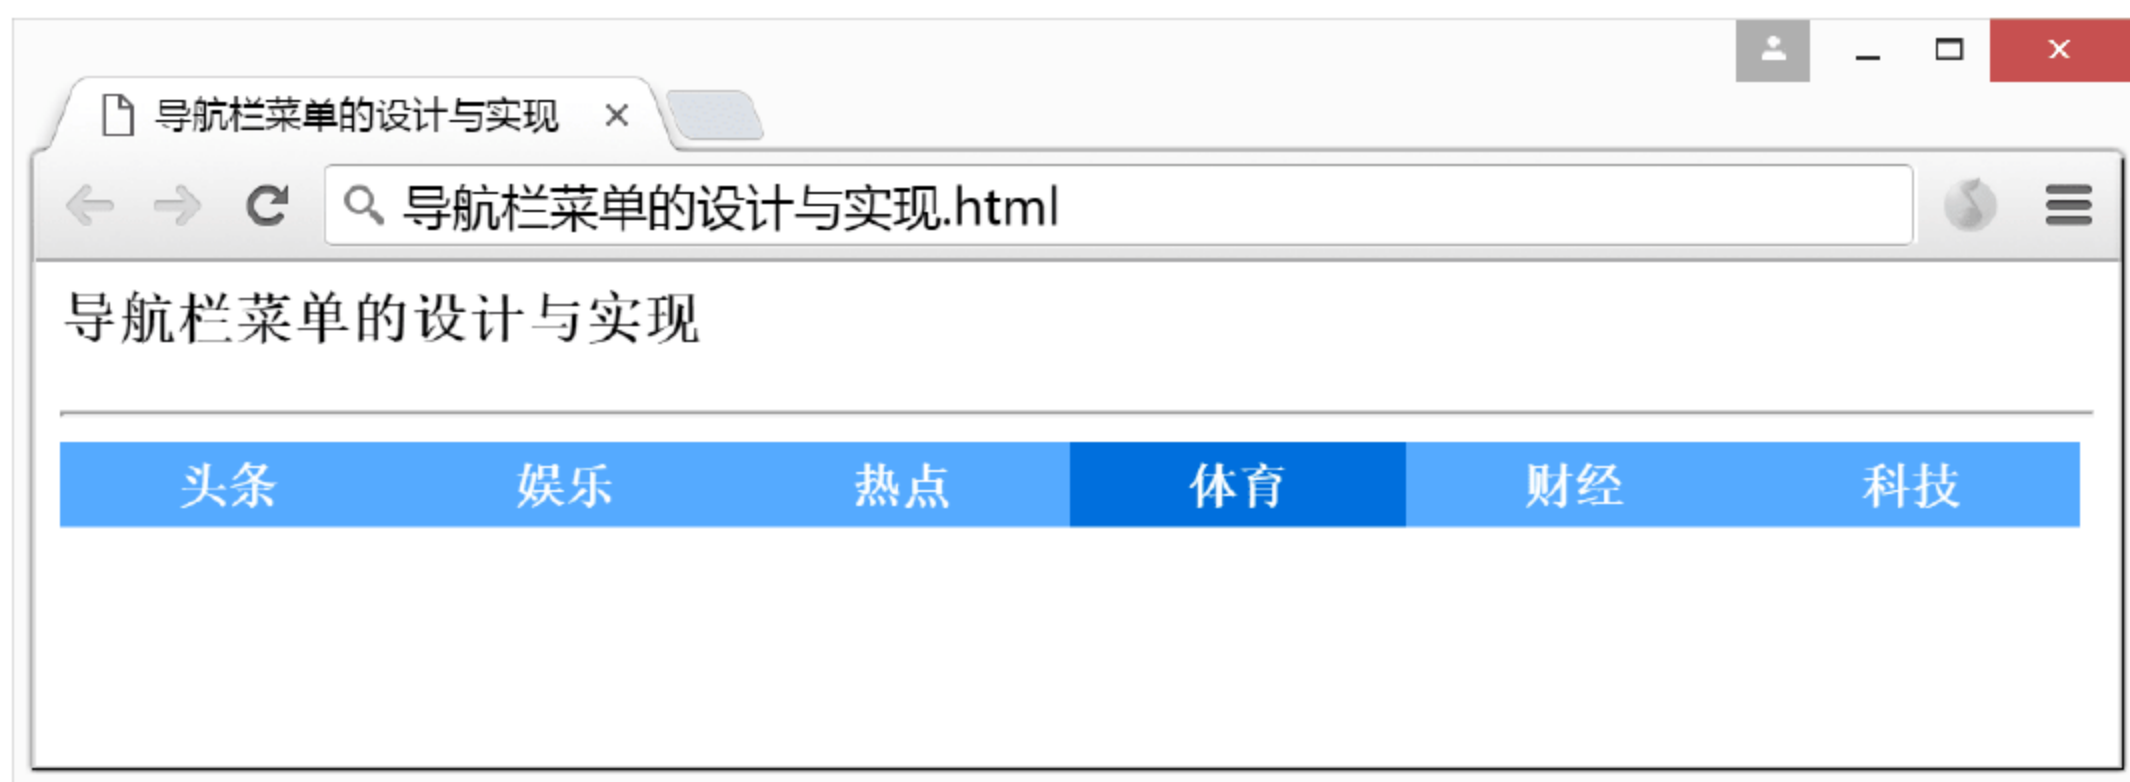 导航栏菜单的设计与实现
导航栏菜单的设计与实现.html
导航栏菜单的设计与实现
头条 娱乐 热点 体育 财经 科技